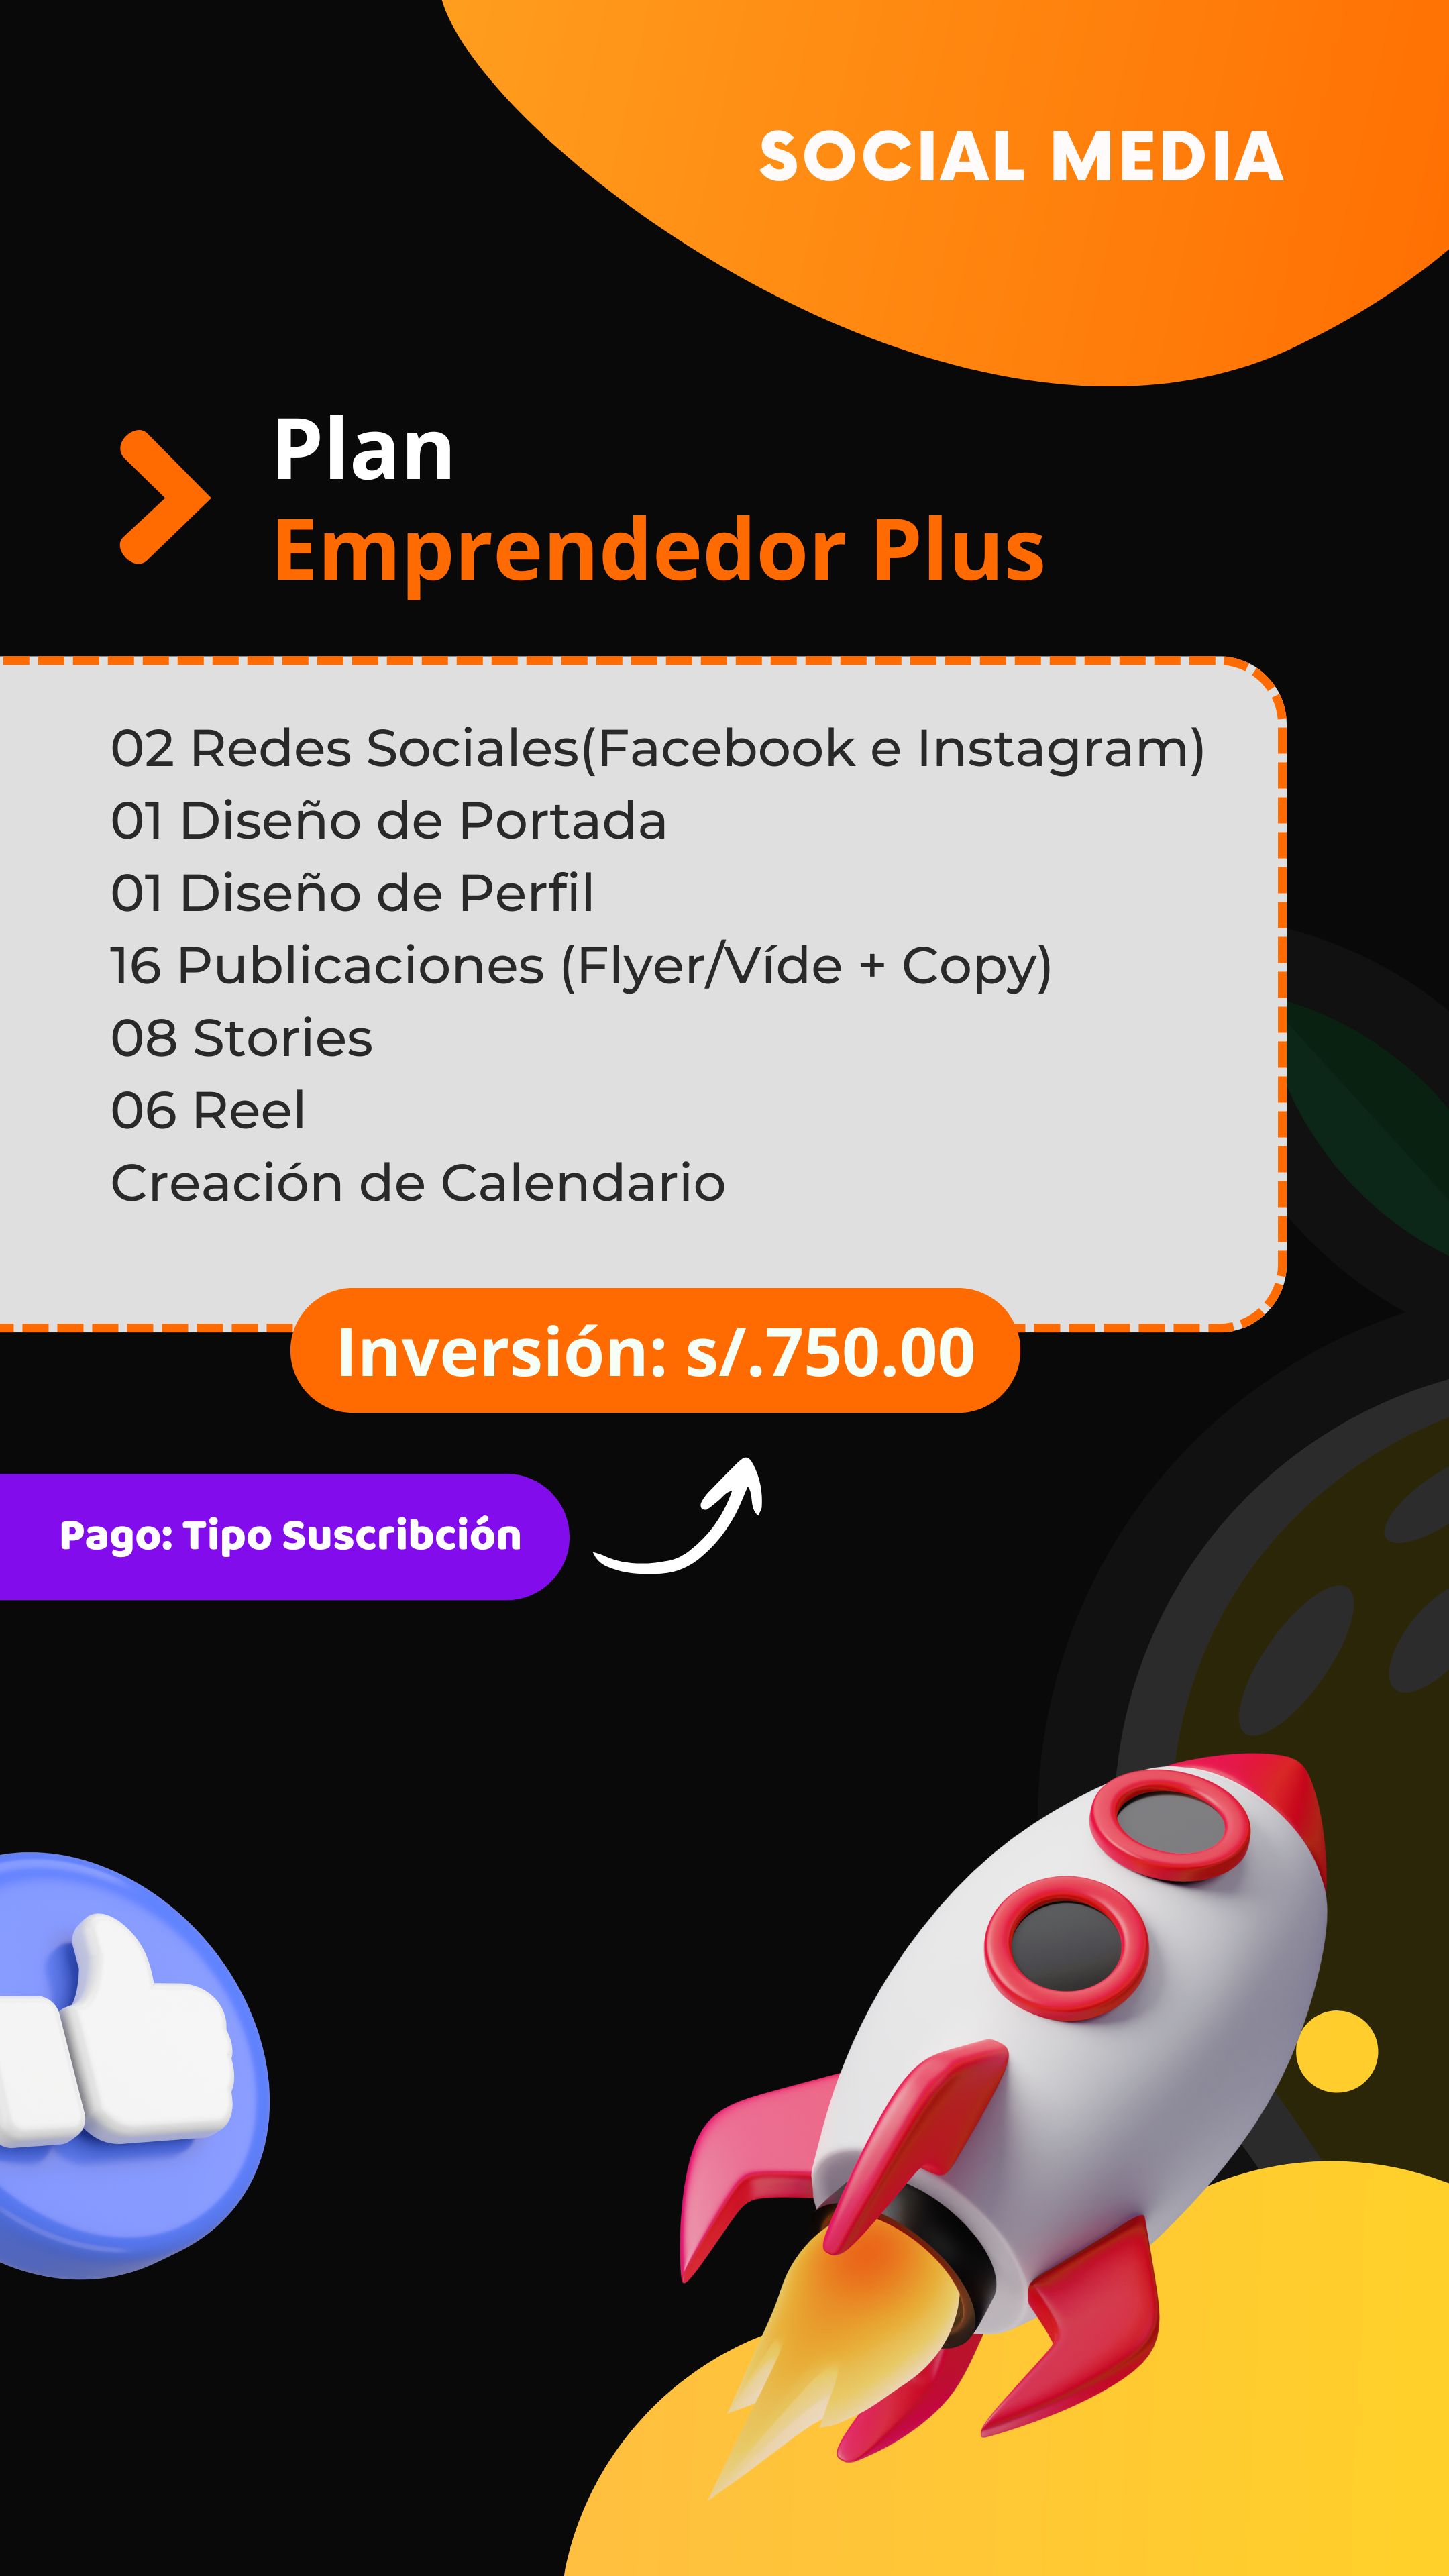 SOCIAL MEDIA
Plan
Emprendedor Plus
02 Redes Sociales(Facebook e Instagram)
01 Diseño de Portada
01 Diseño de Perfil
16 Publicaciones (Flyer/Víde + Copy)
08 Stories
06 Reel
Creación de Calendario
Inversión: s/.750.00
Pago: Tipo Suscribción